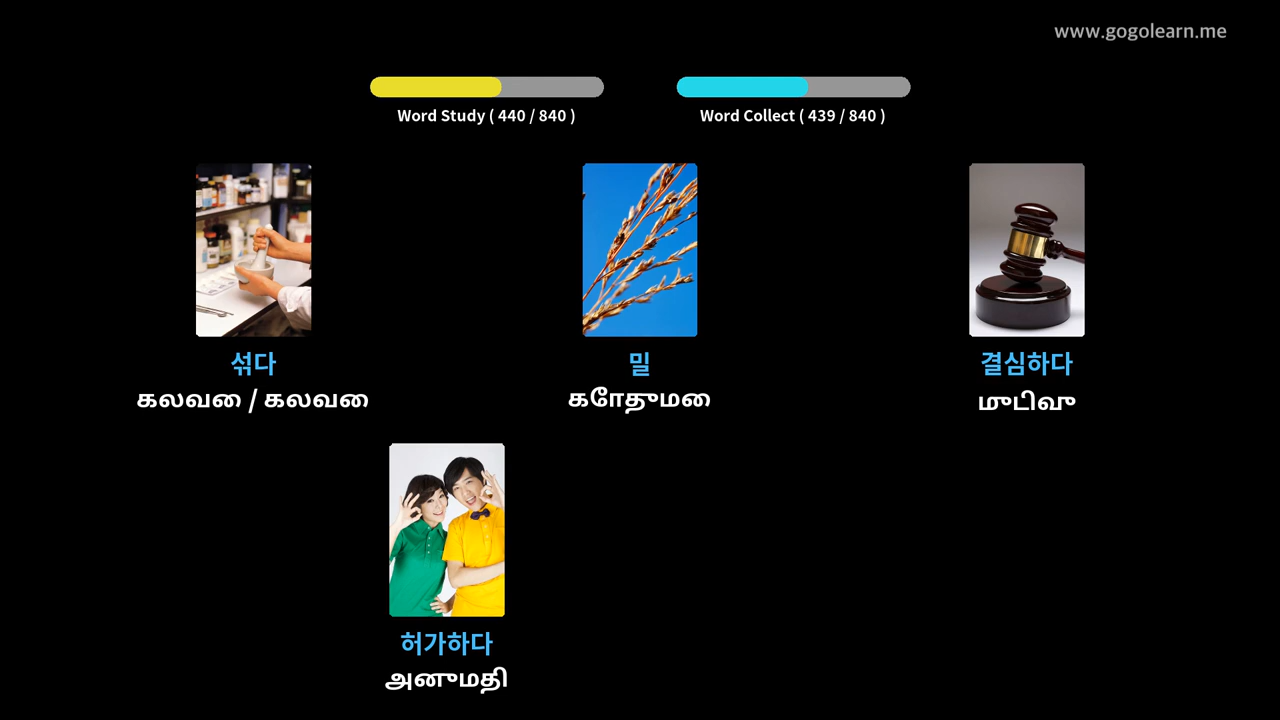 www.gogolearn.me
Word Study ( 440 / 840 )
Word Collect ( 439 / 840 )
섞다
கலவை / கலவை
밀
கோதுமை
결심하다
முடிவு
허가하다
அனுமதி